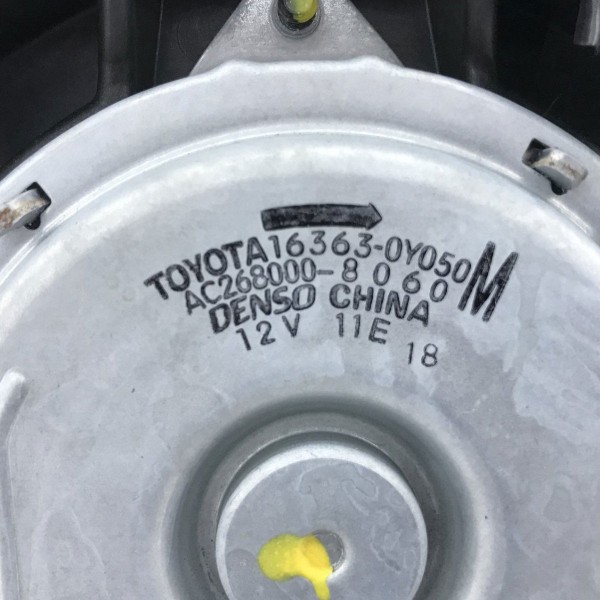 TOYOTA16363-0Y050 M
AC268000-8060
DENSO CHINA
12V 11E
18